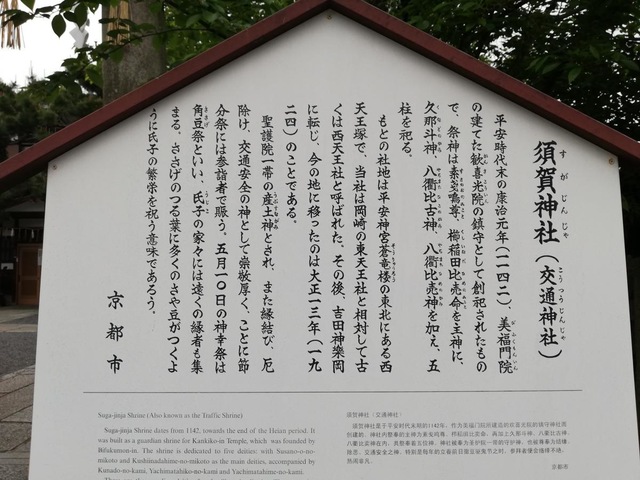 須賀神社（交通神社）
すがじんじゃ
こうつうじんじゃ
平安時代末の康治元年（一一四二）、美福門院
の建てた歓喜光院の鎮守として創祀されたもの
で、祭神は素戔嗚尊、櫛稲田比売命を主神に、
久那斗神、八衢比古神、八衢比売神を加え、五
柱を祀る。
もとの社地は平安神宮蒼竜楼の東北にある西
天王塚で、当社は岡崎の東天王社と相対して古
くは西天王社と呼ばれた。その後、吉田神楽岡
に転じ、今の地に移ったのは大正一三年（一九
二四）のことである。
聖護院一帯の産土神とされ、また縁結び、厄
除け、交通安全の神として崇敬厚く、ことに節
分祭には参詣者で賑う。五月一〇日の神幸祭は
角豆祭といい、氏子の家々には遠くの縁者も集
まる。ささげのつる葉に多くのさや豆がつくよ
うに氏子の繁栄を祝う意味であろう。
京都市
Suga-jinja Shrine (Also known as the Traffic Shrine)
Suga-jinja Shrine dates from 1142, towards the end of the Heian period. It
was built as a guardian shrine for Kankiko-in Temple, which was founded by
Bifukumon-in. The shrine is dedicated to five deities: with Susano-o-no-
mikoto and Kushiinadahime-no-mikoto as the main deities, accompanied by
Kunado-no-kami, Yachimatahiko-no-kami and Yachimatahime-no-kami.
须贺神社（交通神社）
京都市